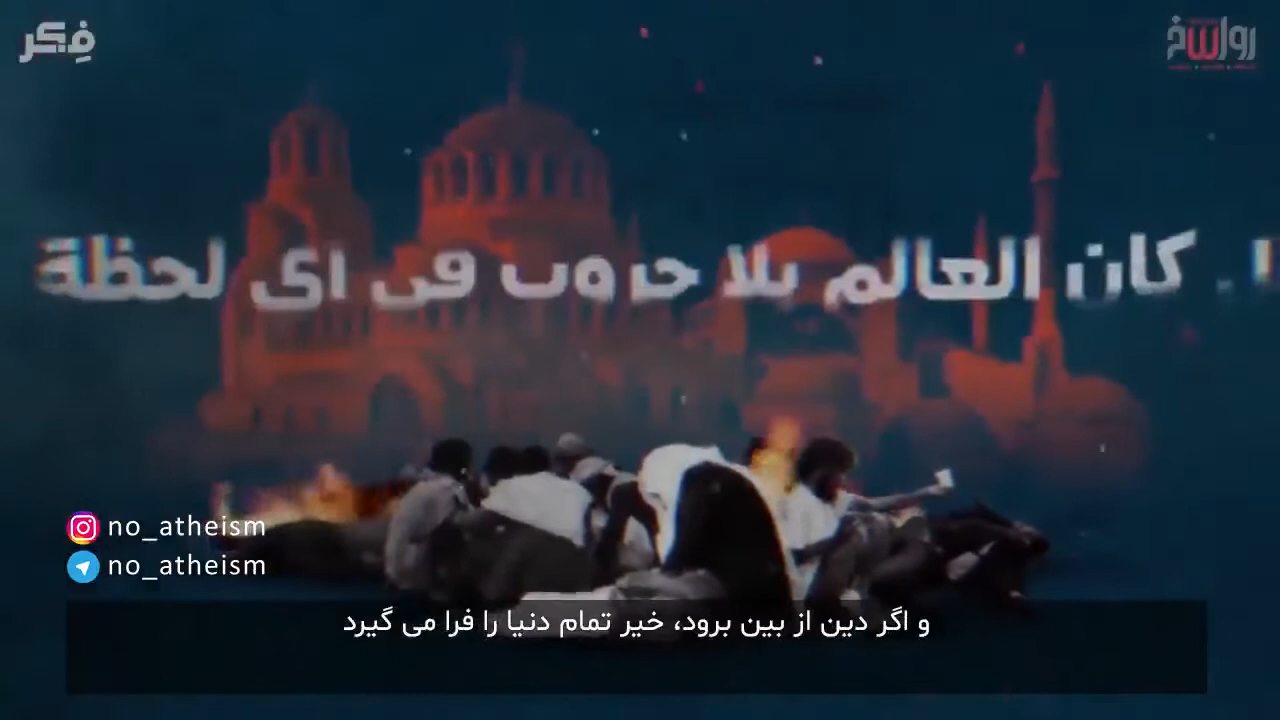 فِكر
رواسخ
كان العالم بلا حروب في اي لحظة
no_atheism
no_atheism
و اگر دین از بین برود، خیر تمام دنیا را فرا می گیرد